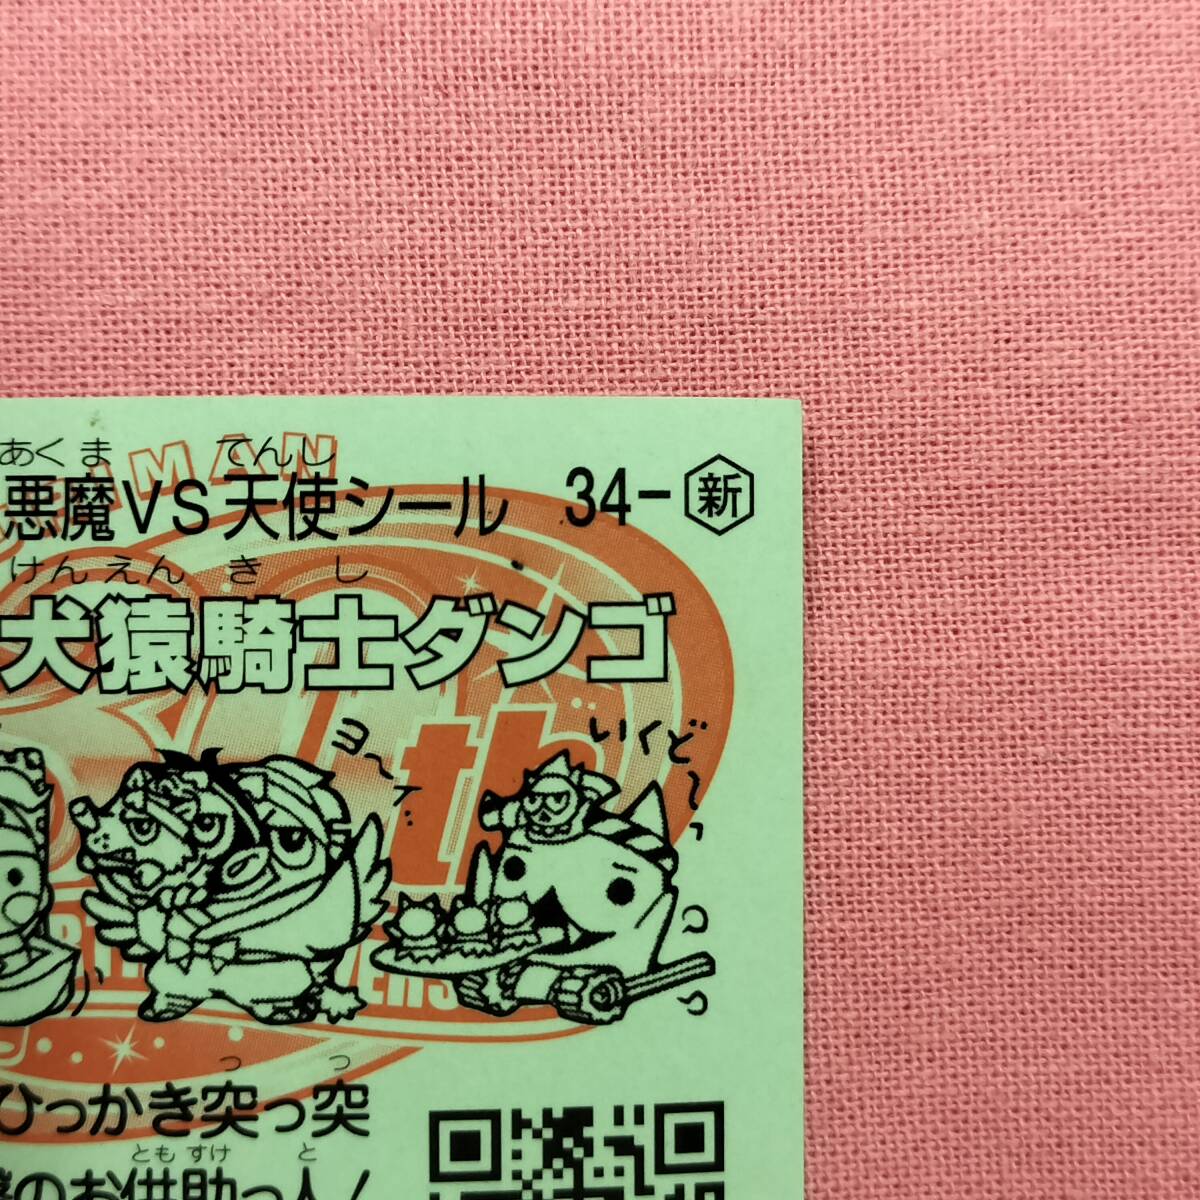 あくま てんし
悪魔VS天使シール 34-新
けんえんきし
犬猿騎士ダンゴ
ヨ〜
いくど〜っ
th
つ つ
ひっかき突っ突
ともすけ と
のお供助っ人!